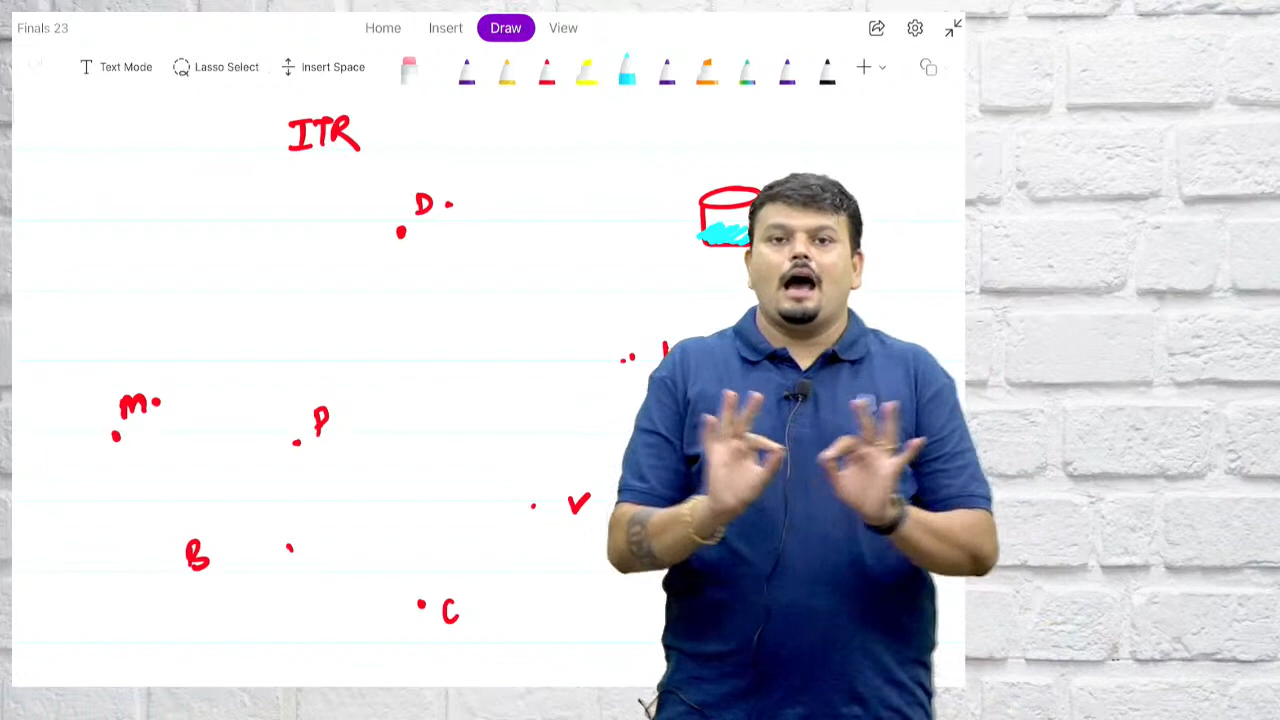 Finals 23
Home Insert Draw View
Text Mode Lasso Select Insert Space
ITR
D
M
P
V
B
C